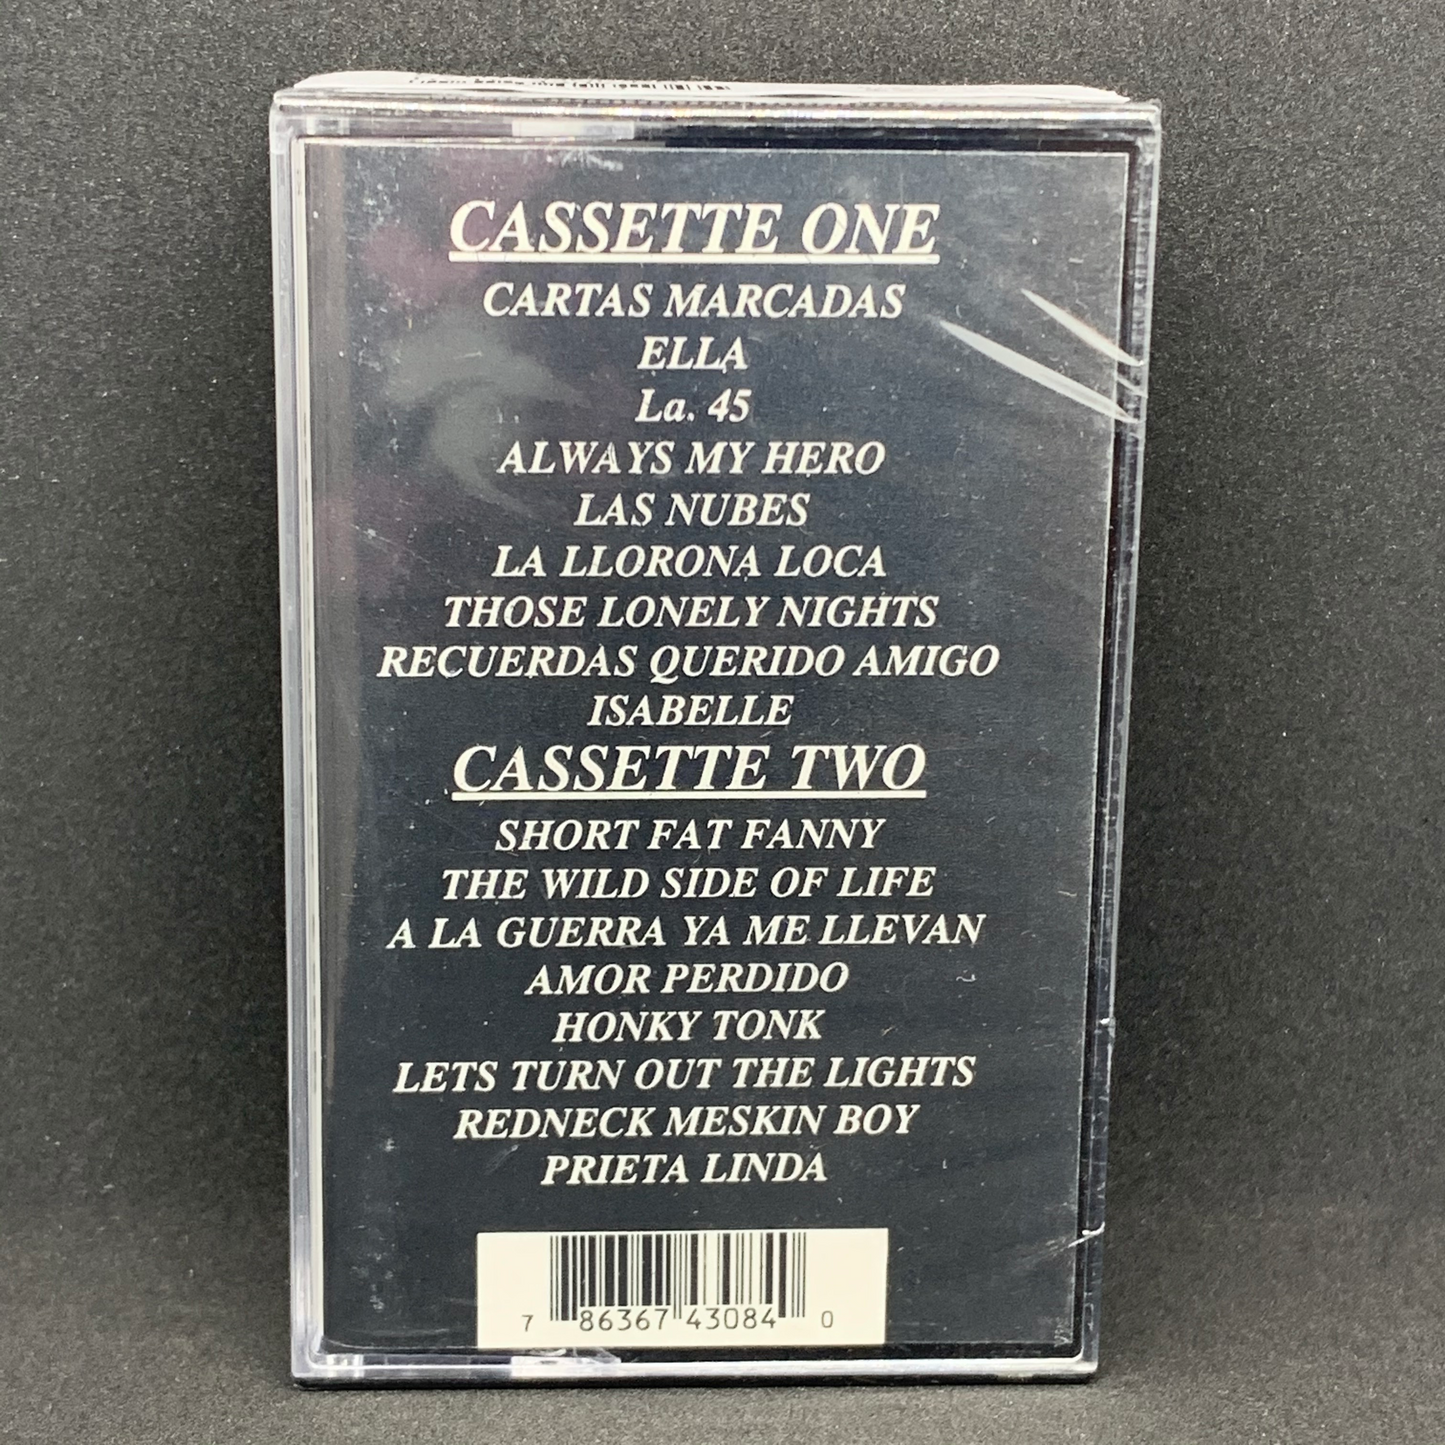 CASSETTE ONE
CARTAS MARCADAS
ELLA
La. 45
ALWAYS MY HERO
LAS NUBES
LA LLORONA LOCA
THOSE LONELY NIGHTS
RECUERDAS QUERIDO AMIGO
ISABELLE
CASSETTE TWO
SHORT FAT FANNY
THE WILD SIDE OF LIFE
A LA GUERRA YA ME LLEVAN
AMOR PERDIDO
HONKY TONK
LETS TURN OUT THE LIGHTS
REDNECK MESKIN BOY
PRIETA LINDA
7 86367 43084 0